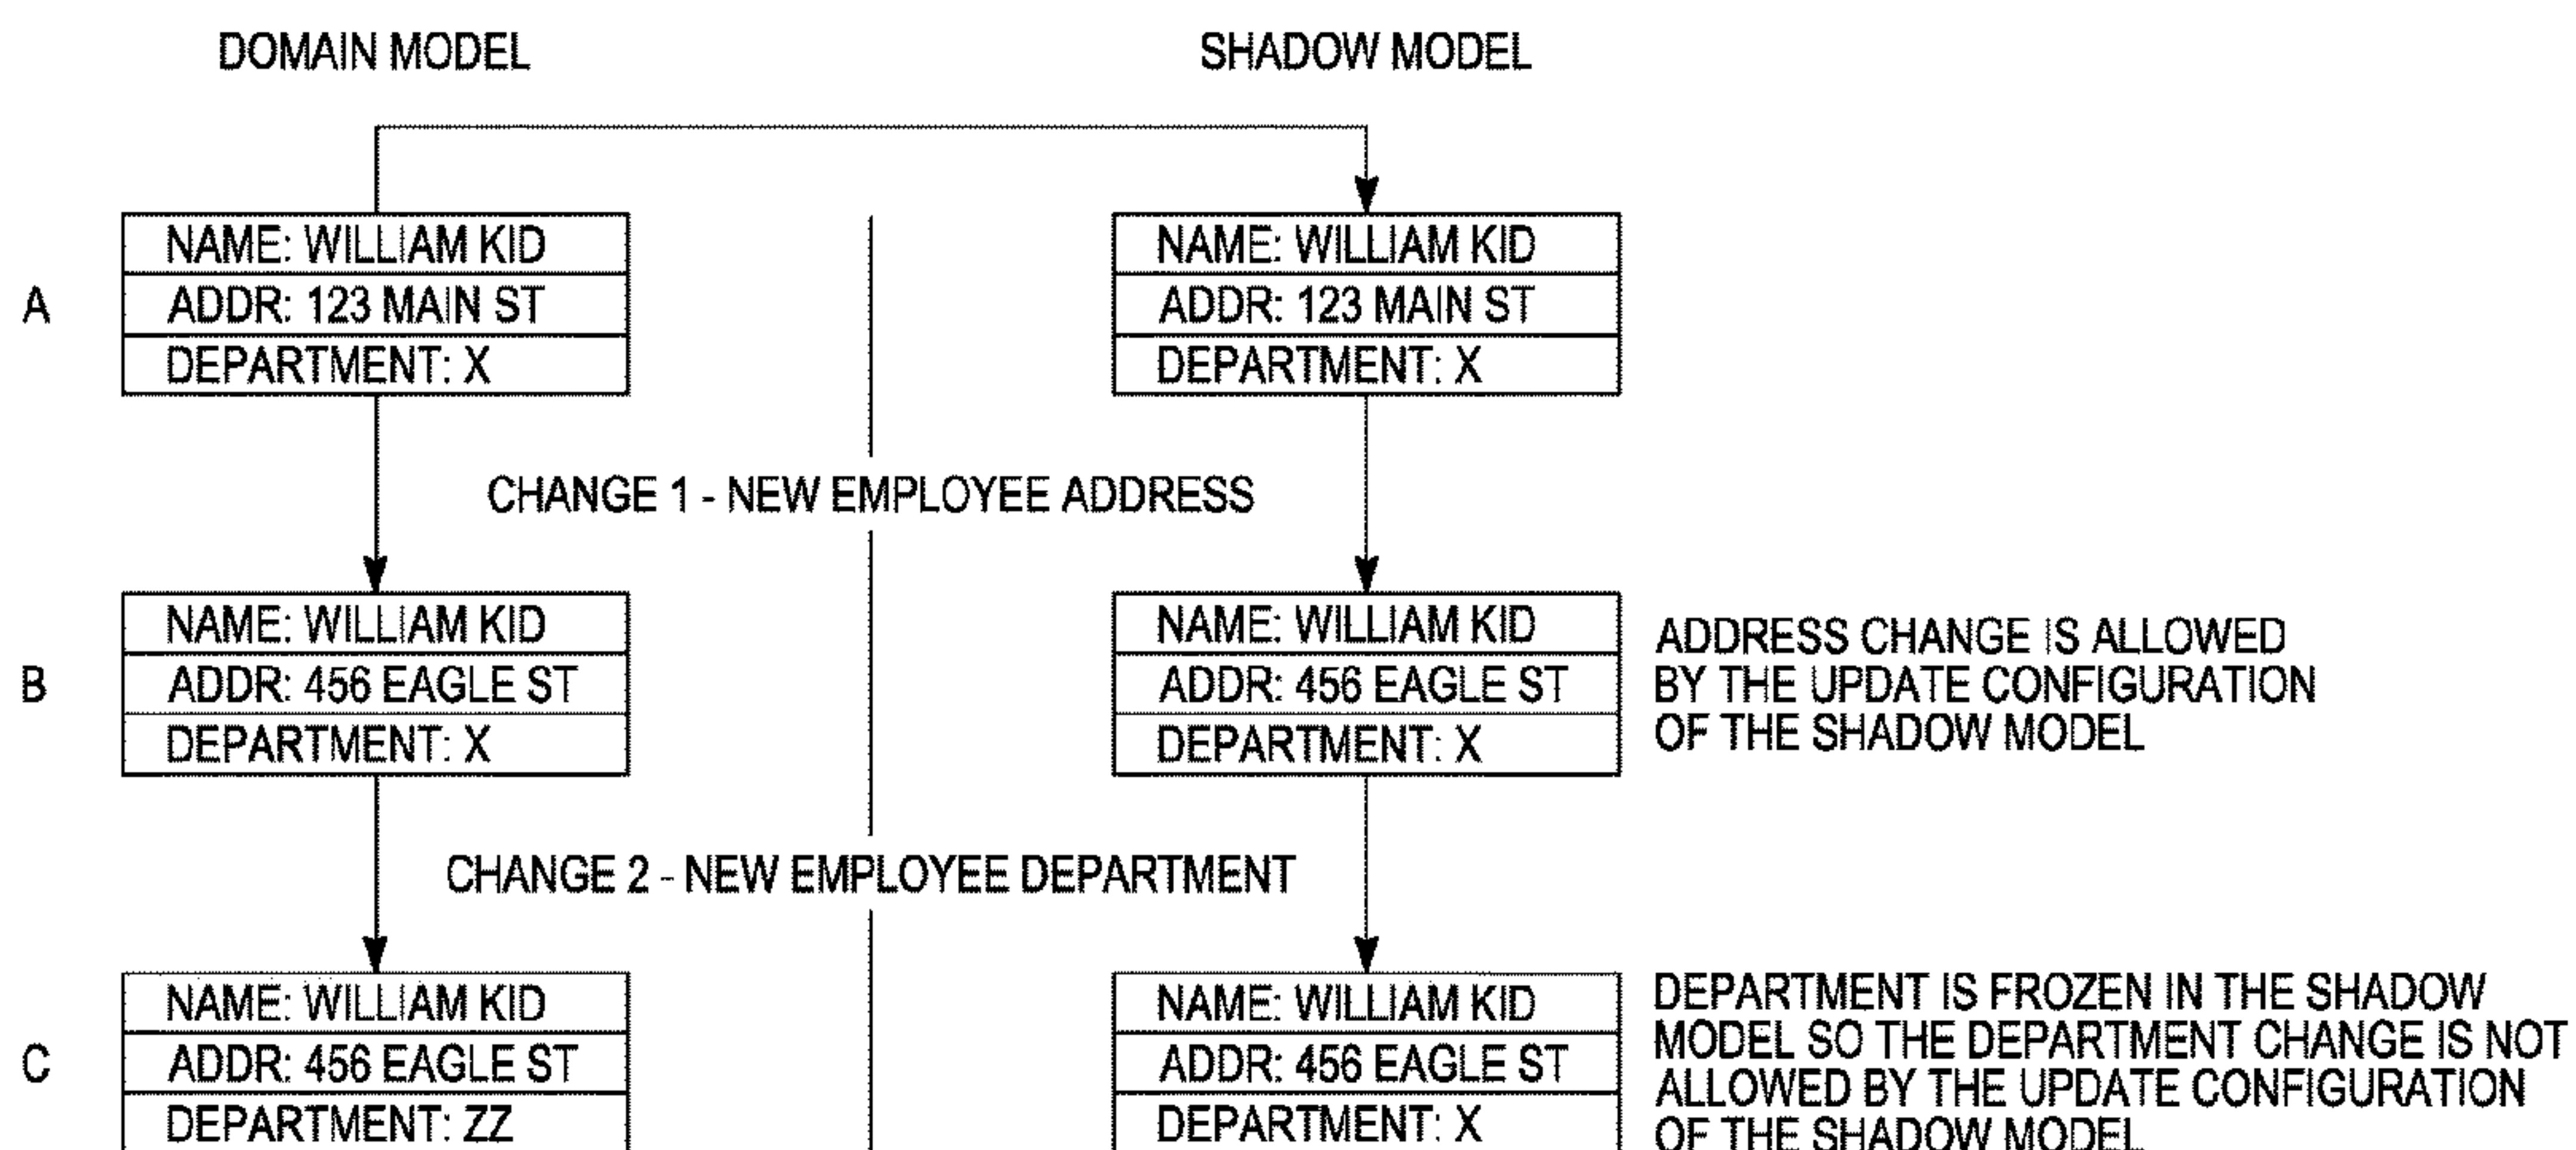 DOMAIN MODEL
SHADOW MODEL
A
NAME: WILLIAM KID
ADDR: 123 MAIN ST
DEPARTMENT: X
NAME: WILLIAM KID
ADDR: 123 MAIN ST
DEPARTMENT: X
CHANGE 1 - NEW EMPLOYEE ADDRESS
B
NAME: WILLIAM KID
ADDR: 456 EAGLE ST
DEPARTMENT: X
NAME: WILLIAM KID
ADDR: 456 EAGLE ST
DEPARTMENT: X
ADDRESS CHANGE IS ALLOWED
BY THE UPDATE CONFIGURATION
OF THE SHADOW MODEL
CHANGE 2 - NEW EMPLOYEE DEPARTMENT
C
NAME: WILLIAM KID
ADDR: 456 EAGLE ST
DEPARTMENT: ZZ
NAME: WILLIAM KID
ADDR: 456 EAGLE ST
DEPARTMENT: X
DEPARTMENT IS FROZEN IN THE SHADOW
MODEL SO THE DEPARTMENT CHANGE IS NOT
ALLOWED BY THE UPDATE CONFIGURATION
OF THE SHADOW MODEL